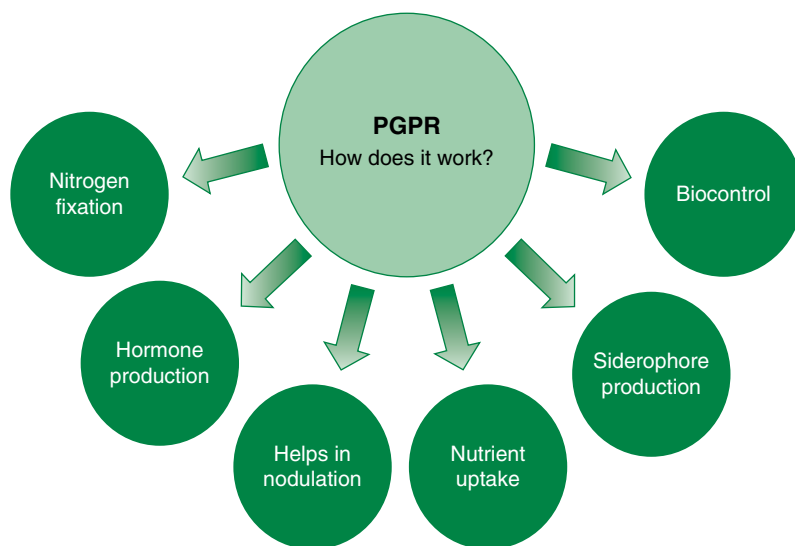 PGPR
How does it work?
Nitrogen
fixation
Biocontrol
Hormone
production
Siderophore
production
Helps in
nodulation
Nutrient
uptake